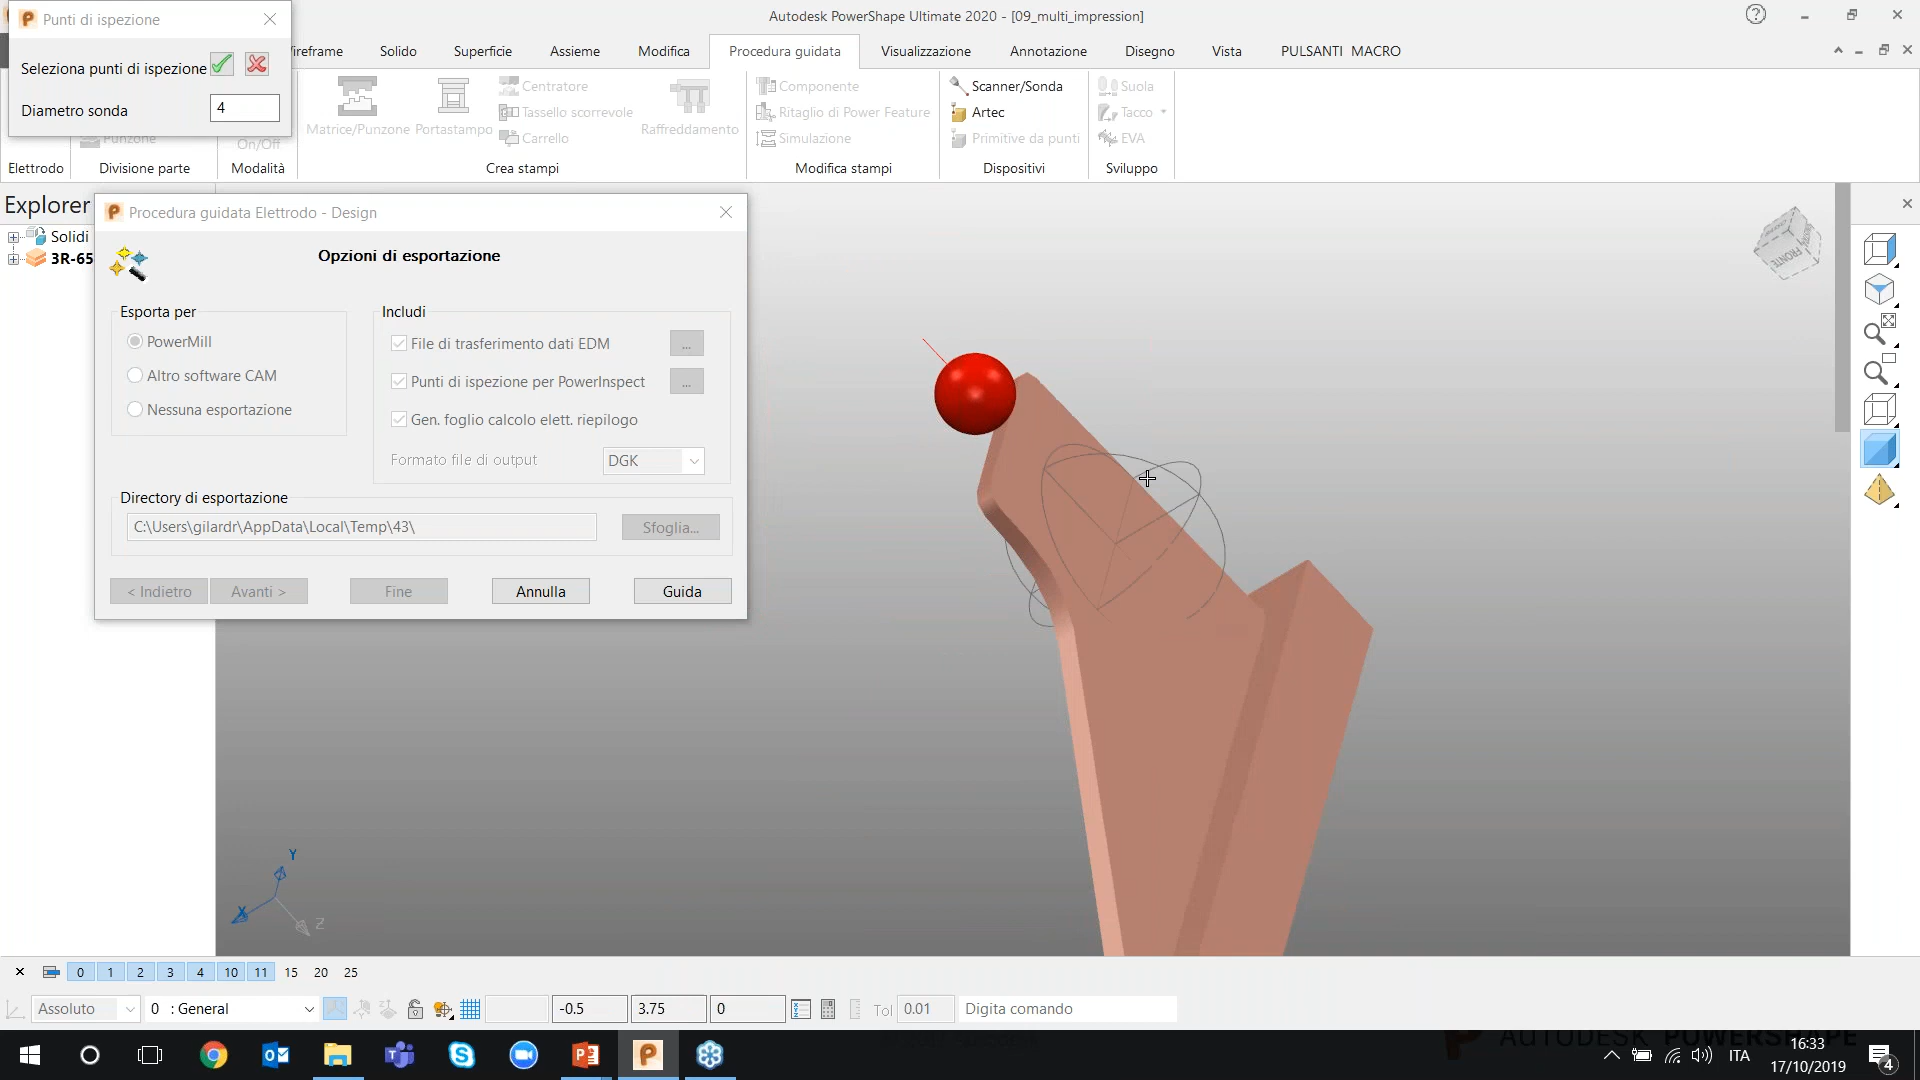 Punti di ispezione
Seleziona punti di ispezione
Diametro sonda
4
Autodesk PowerShape Ultimate 2020 - [09_multi_impression]
ireframe
Solido
Superficie
Assieme
Modifica
Procedura guidata
Visualizzazione
Annotazione
Disegno
Vista
PULSANTI MACRO
Matrice/Punzone
Portastampo
Centratore
Tassello scorrevole
Carrello
Raffreddamento
Componente
Ritaglio di Power Feature
Simulazione
Scanner/Sonda
Artec
Primitive da punti
Suola
Tacco
EVA
Punzone
On/Off
Elettrodo
Divisione parte
Modalità
Crea stampi
Modifica stampi
Dispositivi
Sviluppo
Explorer
Solidi
3R-65
Procedura guidata Elettrodo - Design
Opzioni di esportazione
Esporta per
PowerMill
Altro software CAM
Nessuna esportazione
Includi
File di trasferimento dati EDM
...
Punti di ispezione per PowerInspect
...
Gen. foglio calcolo elett. riepilogo
Formato file di output
DGK
Directory di esportazione
C:\Users\gilardr\AppData\Local\Temp\43\
Sfoglia...
< Indietro
Avanti >
Fine
Annulla
Guida
FRONTE
Y
X
Z
0 1 2 3 4 10 11 15 20 25
Assoluto
0 : General
-0.5
3.75
0
Tol
0.01
Digita comando
AUTODESK POWERSHAPE
ITA
16:33
17/10/2019
4